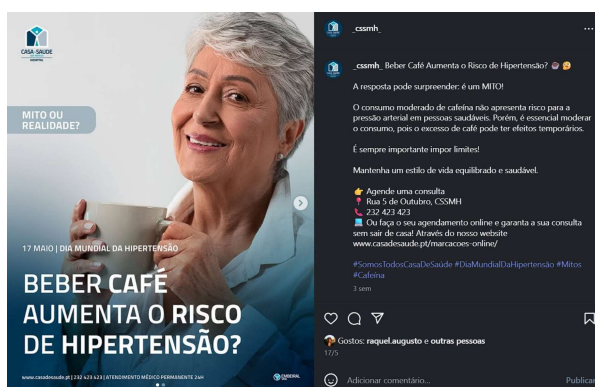 CASA-SAÚDE
HOSPITAL
MITO OU
REALIDADE?
17 MAIO | DIA MUNDIAL DA HIPERTENSÃO
BEBER CAFÉ
AUMENTA O RISCO
DE HIPERTENSÃO?
www.casadesaude.pt | 232 423 423 | ATENDIMENTO MÉDICO PERMANENTE 24H
EMBEIRAL
_cssmh_
_cssmh_ Beber Café Aumenta o Risco de Hipertensão?
A resposta pode surpreender: é um MITO!
O consumo moderado de cafeína não apresenta risco para a
pressão arterial em pessoas saudáveis. Porém, é essencial moderar
o consumo, pois o excesso de café pode ter efeitos temporários.
É sempre importante impor limites!
Mantenha um estilo de vida equilibrado e saudável.
Agende uma consulta
Rua 5 de Outubro, CSSMH
232 423 423
Ou faça o seu agendamento online e garanta a sua consulta
sem sair de casa! Através do nosso website
www.casadesaude.pt/marcacoes-online/
#SomosTodosCasaDeSaúde #DiaMundialDaHipertensão #Mitos
#Cafeína
3 sem
Gostos: raquel.augusto e outras pessoas
17/5
Adicionar comentário...
Publicar